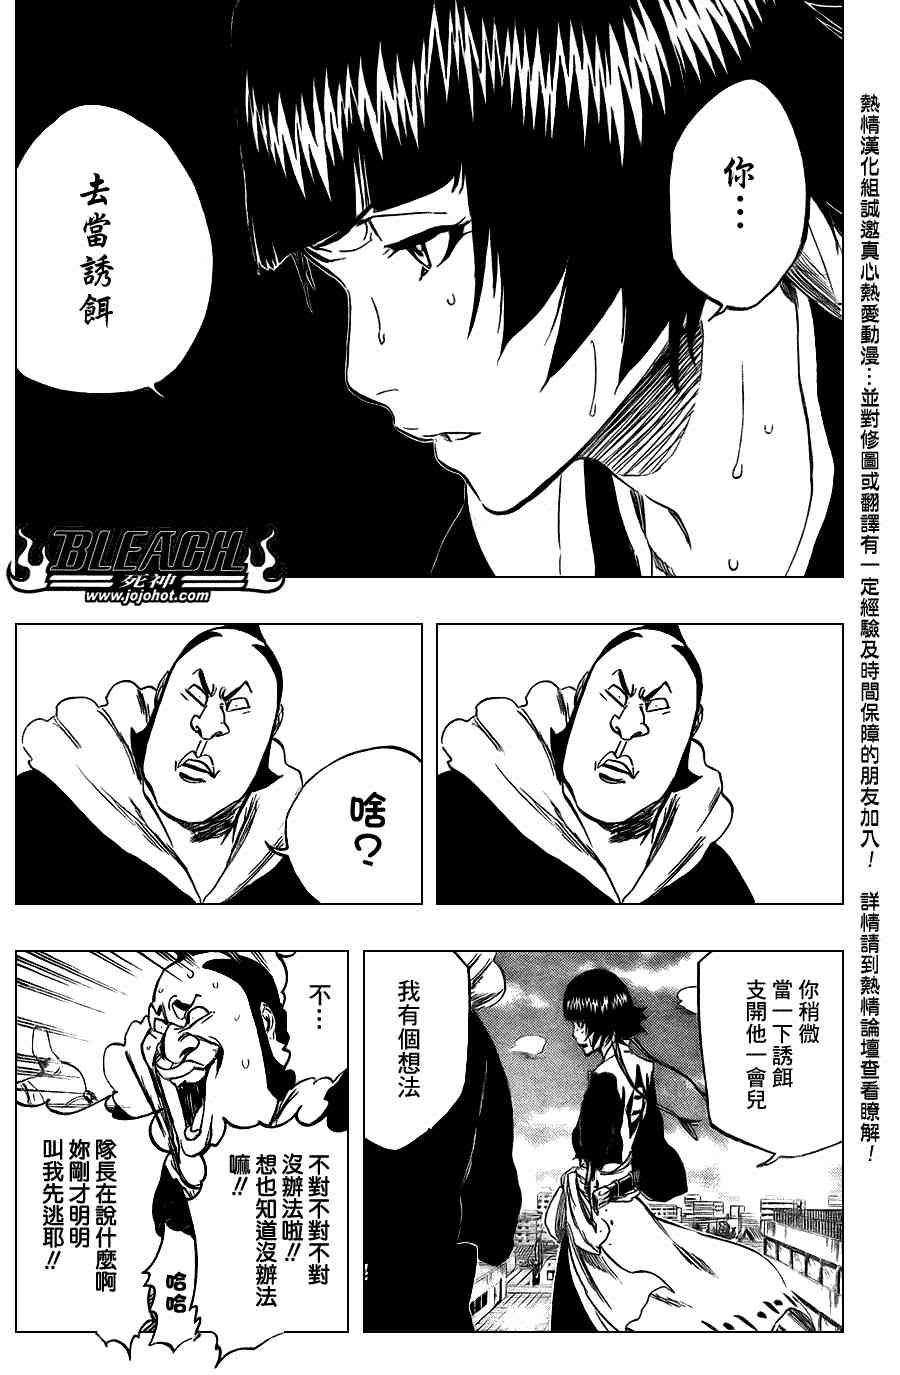 你…
去當誘餌
BLEACH
死神
www.jojohot.com
啥?
你稍微
當一下誘餌
支開他一會兒
我有個想法
不…
不對不對不對
沒辦法啦!!
想也知道沒辦法
嘛!!
隊長在說什麼啊
妳剛才明明
叫我先逃耶!!
哈哈
熱情漢化組誠邀真心熱愛動漫…並對修圖或翻譯有一定經驗及時間保障的朋友加入! 詳情請到熱情論壇查看瞭解!